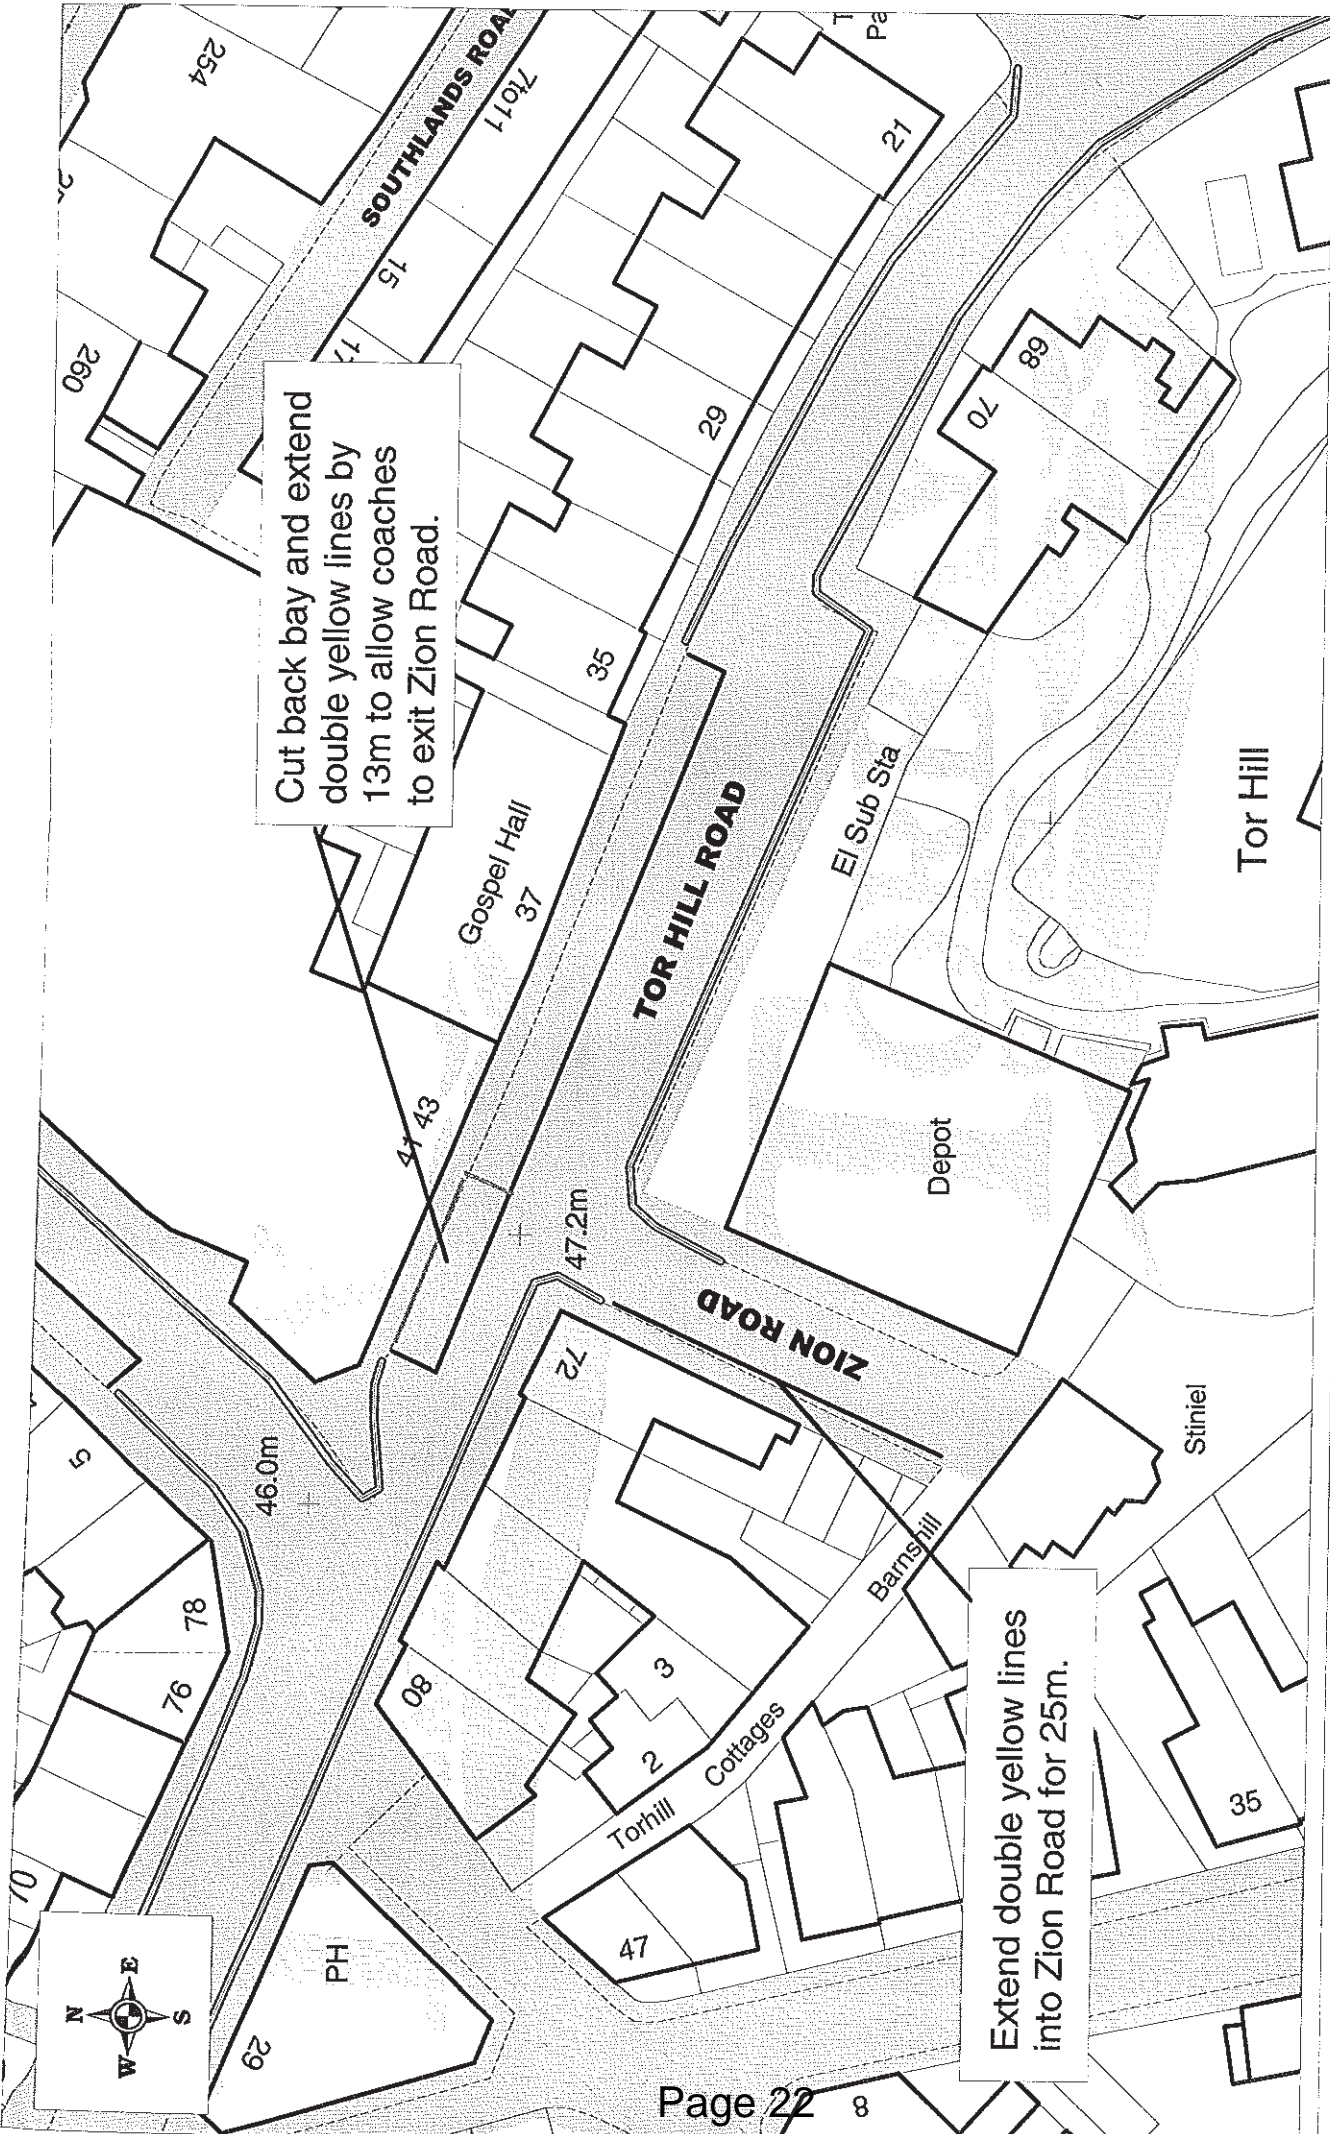 254
SOUTHLANDS ROAD
7to11
15
17
260
21
29
35
Cut back bay and extend
double yellow lines by
13m to allow coaches
to exit Zion Road.
Gospel Hall
37
41 43
TOR HILL ROAD
68
70
El Sub Sta
Tor Hill
Depot
47.2m
ZION ROAD
72
46.0m
5
78
76
70
80
3
2
Torhill Cottages
Barnshill
Stiniel
Extend double yellow lines
into Zion Road for 25m.
35
47
PH
29
8
N
E
S
W
Page 22